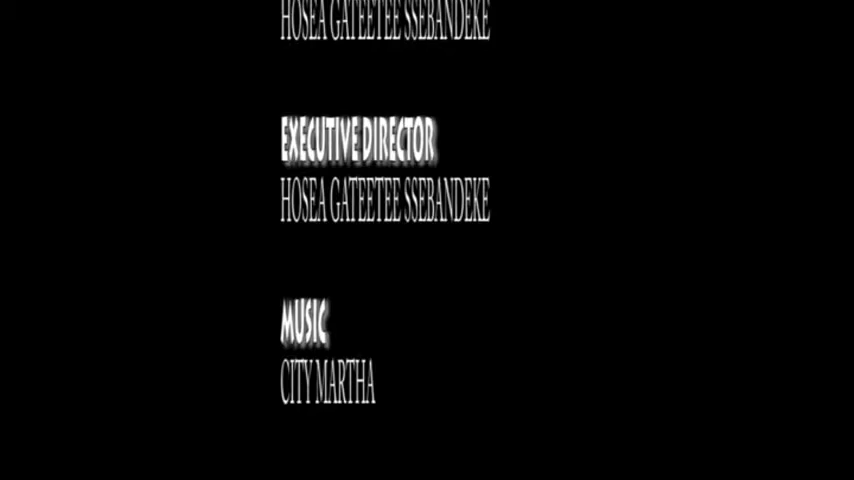 HOSEA GATEETEE SSEBANDEKE
EXECUTIVE DIRECTOR
HOSEA GATEETEE SSEBANDEKE
MUSIC
CITY MARTHA